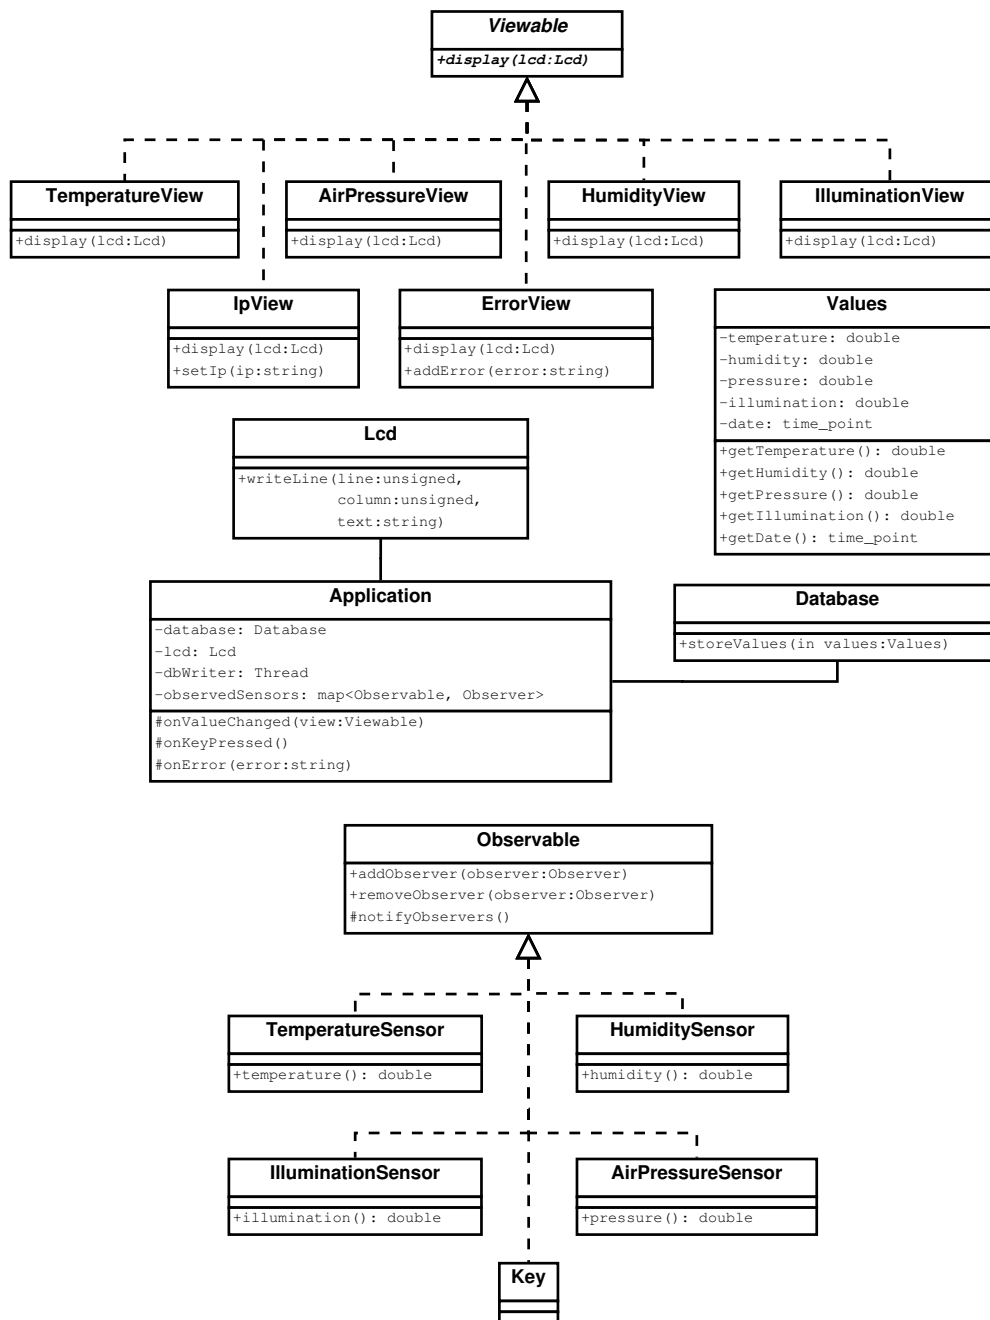 Viewable
+display(lcd:Lcd)
TemperatureView
+display(lcd:Lcd)
AirPressureView
+display(lcd:Lcd)
HumidityView
+display(lcd:Lcd)
IlluminationView
+display(lcd:Lcd)
IpView
+display(lcd:Lcd)
+setIp(ip:string)
ErrorView
+display(lcd:Lcd)
+addError(error:string)
Values
-temperature: double
-humidity: double
-pressure: double
-illumination: double
-date: time_point
+getTemperature(): double
+getHumidity(): double
+getPressure(): double
+getIllumination(): double
+getDate(): time_point
Lcd
+writeLine(line:unsigned,
column:unsigned,
text:string)
Application
-database: Database
-lcd: Lcd
-dbWriter: Thread
-observedSensors: map<Observable, Observer>
#onValueChanged(view:Viewable)
#onKeyPressed()
#onError(error:string)
Database
+storeValues(in values:Values)
Observable
+addObserver(observer:Observer)
+removeObserver(observer:Observer)
#notifyObservers()
TemperatureSensor
+temperature(): double
HumiditySensor
+humidity(): double
IlluminationSensor
+illumination(): double
AirPressureSensor
+pressure(): double
Key